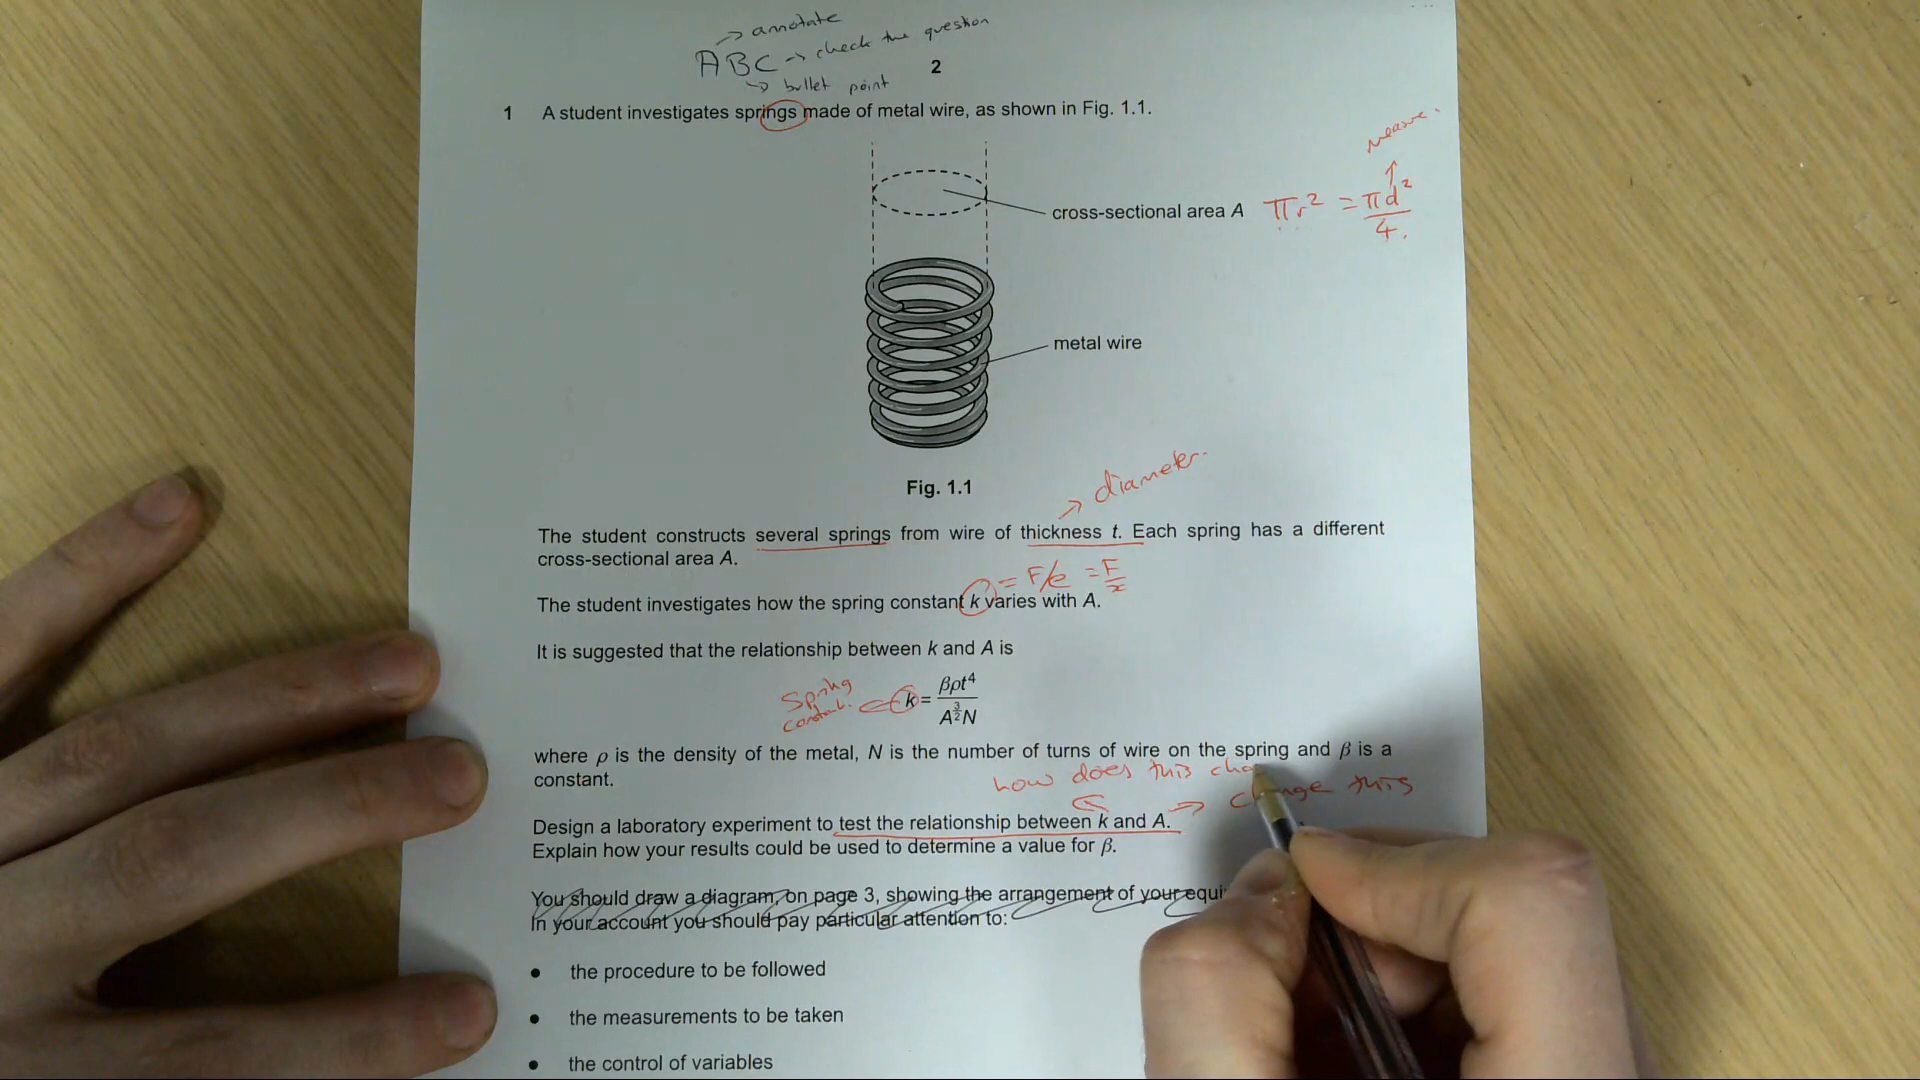 → annotate
ABC → check the question
→ bullet point
2
1 A student investigates springs made of metal wire, as shown in Fig. 1.1.
measure.
cross-sectional area A πr² = πd²/4.
metal wire
Fig. 1.1
→ diameter.
The student constructs several springs from wire of thickness t. Each spring has a different
cross-sectional area A.
= F/e = F/x
The student investigates how the spring constant k varies with A.
It is suggested that the relationship between k and A is
Spring
constant.
k = βρt⁴ / A^(3/2)N
where ρ is the density of the metal, N is the number of turns of wire on the spring and β is a
constant.
how does this
→ change this
Design a laboratory experiment to test the relationship between k and A.
Explain how your results could be used to determine a value for β.
You should draw a diagram, on page 3, showing the arrangement of your
In your account you should pay particular attention to:
• the procedure to be followed
• the measurements to be taken
• the control of variables